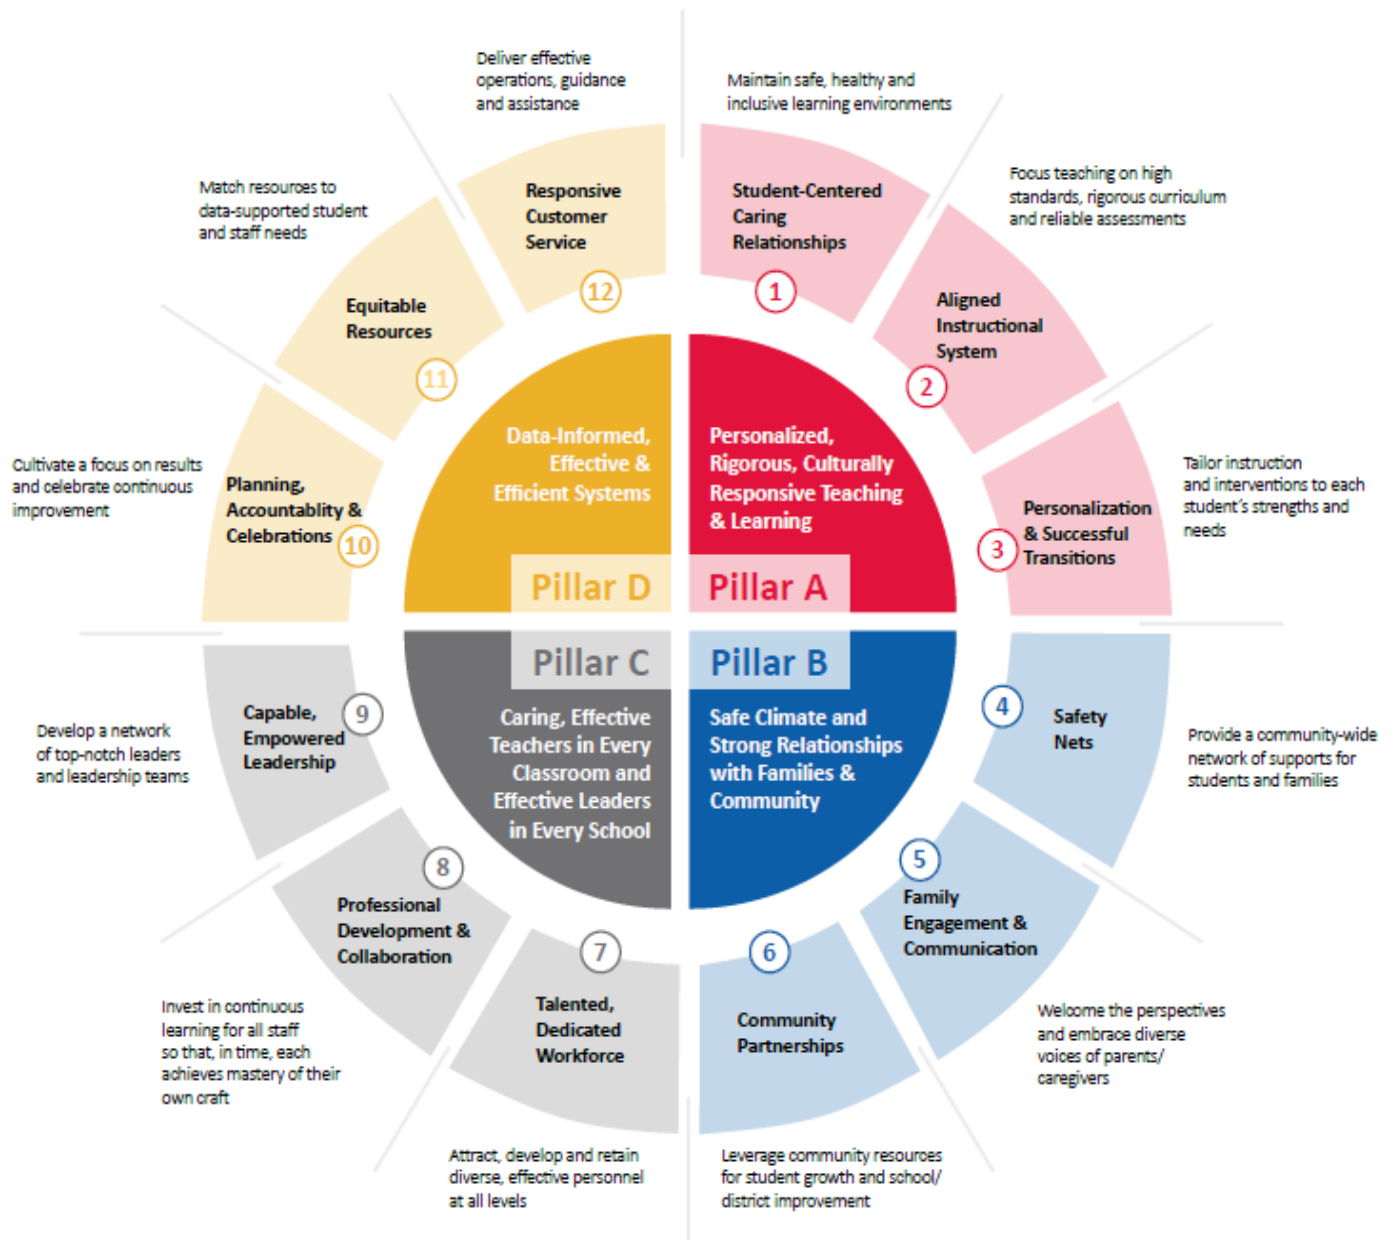 Deliver effective
operations, guidance
and assistance
Maintain safe, healthy and
inclusive learning environments
Match resources to
data-supported student
and staff needs
Responsive
Customer
Service
12
Student-Centered
Caring
Relationships
1
Focus teaching on high
standards, rigorous curriculum
and reliable assessments
Equitable
Resources
11
Aligned
Instructional
System
2
Cultivate a focus on results
and celebrate continuous
improvement
Planning,
Accountablity &
Celebrations
10
Data-Informed,
Effective &
Efficient Systems
Pillar D
Personalized,
Rigorous, Culturally
Responsive Teaching
& Learning
Pillar A
3
Personalization
& Successful
Transitions
Tailor instruction
and interventions to each
student's strengths and
needs
Develop a network
of top-notch leaders
and leadership teams
Capable,
Empowered
Leadership
9
Pillar C
Caring, Effective
Teachers in Every
Classroom and
Effective Leaders
in Every School
Pillar B
Safe Climate and
Strong Relationships
with Families &
Community
4
Safety
Nets
Provide a community-wide
network of supports for
students and families
8
Professional
Development &
Collaboration
5
Family
Engagement &
Communication
7
Talented,
Dedicated
Workforce
6
Community
Partnerships
Invest in continuous
learning for all staff
so that, in time, each
achieves mastery of their
own craft
Welcome the perspectives
and embrace diverse
voices of parents/
caregivers
Attract, develop and retain
diverse, effective personnel
at all levels
Leverage community resources
for student growth and school/
district improvement